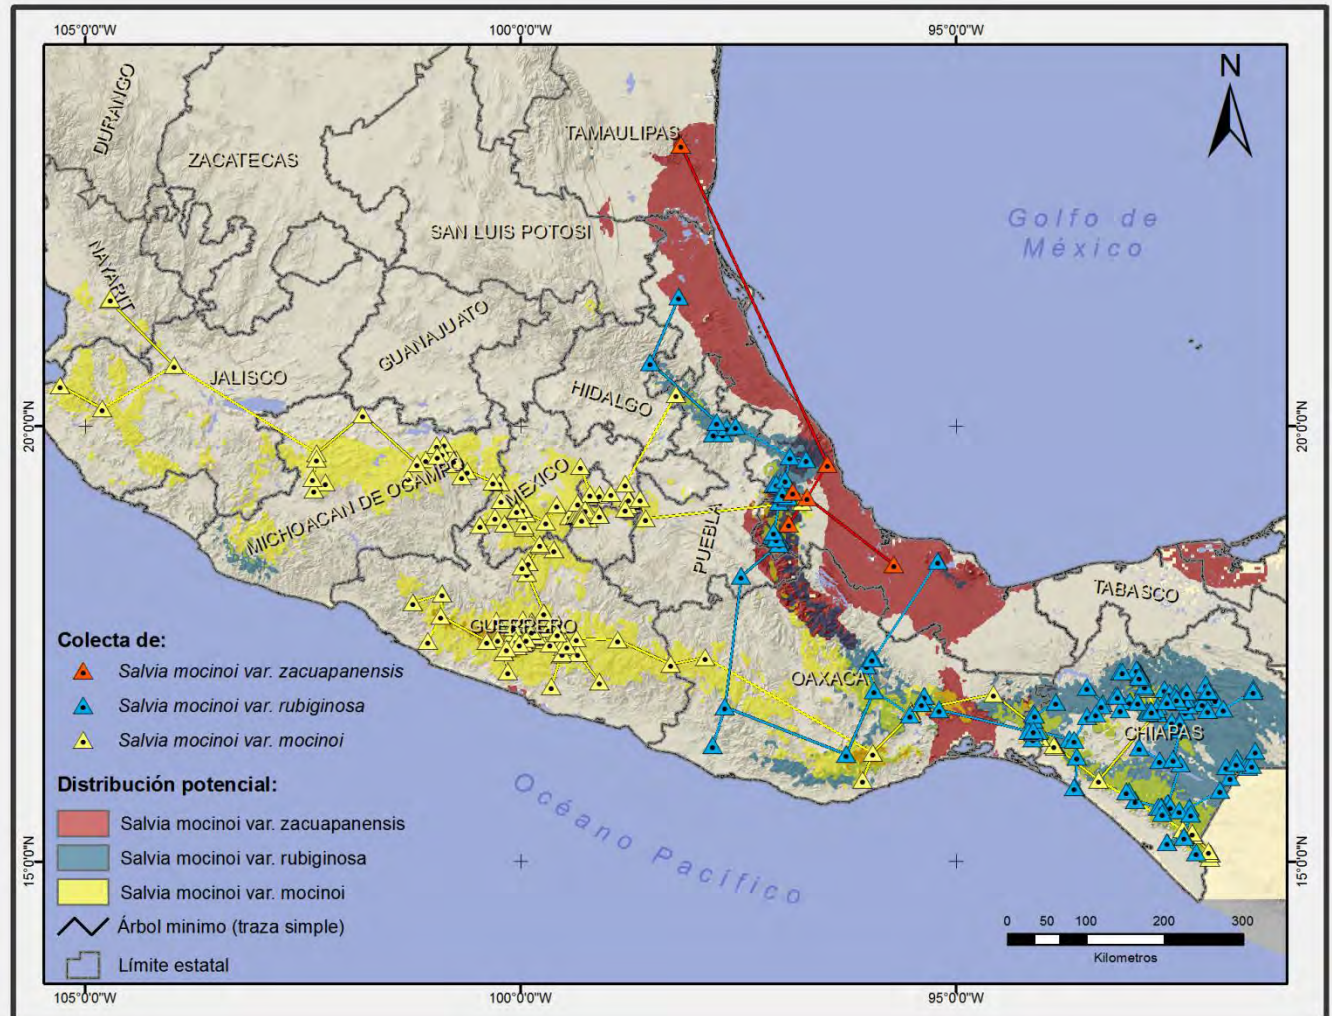 105°0'0"W
100°0'0"W
95°0'0"W
N
DURANGO
TAMAULIPAS
ZACATECAS
Golfo de
México
SAN LUIS POTOSI
NAYARIT
GUANAJUATO
JALISCO
HIDALGO
20°0'0"N
20°0'0"N
MEXICO
MICHOACAN DE OCAMPO
PUEBLA
TABASCO
GUERRERO
OAXACA
CHIAPAS
Océano Pacífico
15°0'0"N
15°0'0"N
Colecta de:
Salvia mocinoi var. zacuapanensis
Salvia mocinoi var. rubiginosa
Salvia mocinoi var. mocinoi
Distribución potencial:
Salvia mocinoi var. zacuapanensis
Salvia mocinoi var. rubiginosa
Salvia mocinoi var. mocinoi
Árbol minimo (traza simple)
Límite estatal
0 50 100 200 300
Kilometros
105°0'0"W
100°0'0"W
95°0'0"W